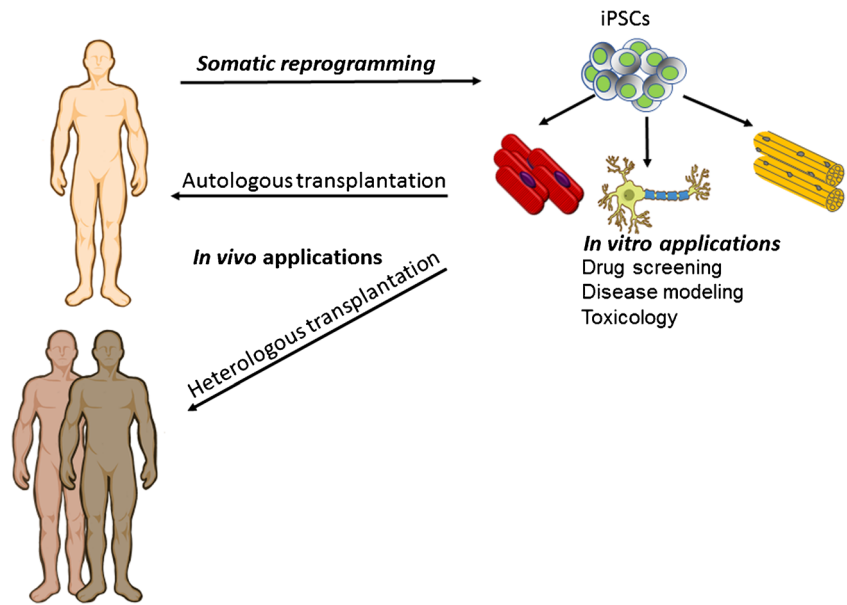 iPSCs
Somatic reprogramming
Autologous transplantation
In vivo applications
Heterologous transplantation
In vitro applications
Drug screening
Disease modeling
Toxicology